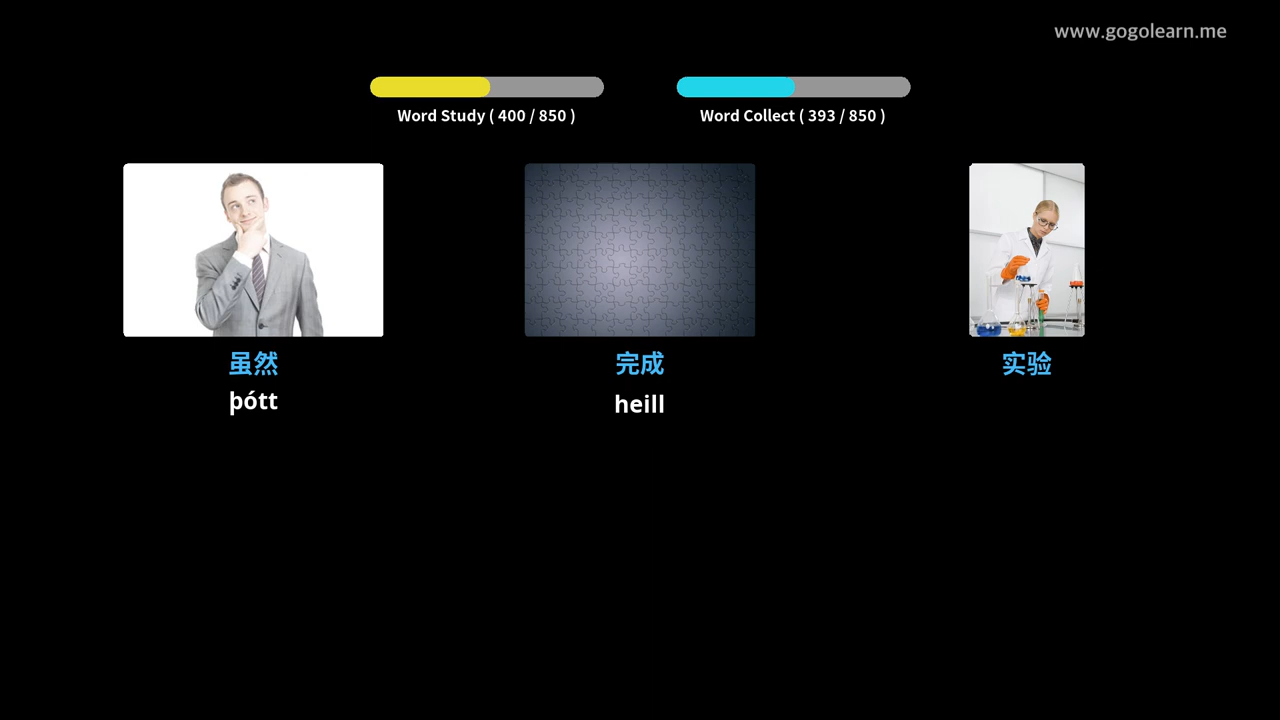 www.gogolearn.me
Word Study ( 400 / 850 )
Word Collect ( 393 / 850 )
虽然
完成
实验
þótt
heill